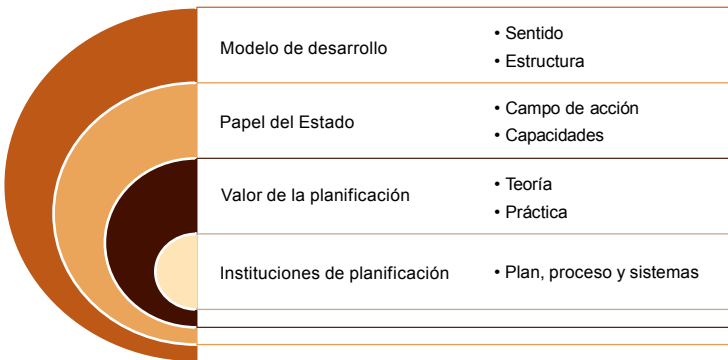 Modelo de desarrollo
• Sentido
• Estructura
Papel del Estado
• Campo de acción
• Capacidades
Valor de la planificación
• Teoría
• Práctica
Instituciones de planificación
• Plan, proceso y sistemas